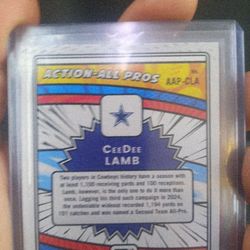 ACTION-ALL PROS
NO.
AAP-CLA
CEEDEE
LAMB
Two players in Cowboys history have a season with
at least 1,100 receiving yards and 100 receptions.
Lamb, however, is the only one to do it more than
once. Logging his third such campaign in 2024,
the undeniable wideout recorded 1,194 yards on
101 catches and was named a Second Team All-Pro.